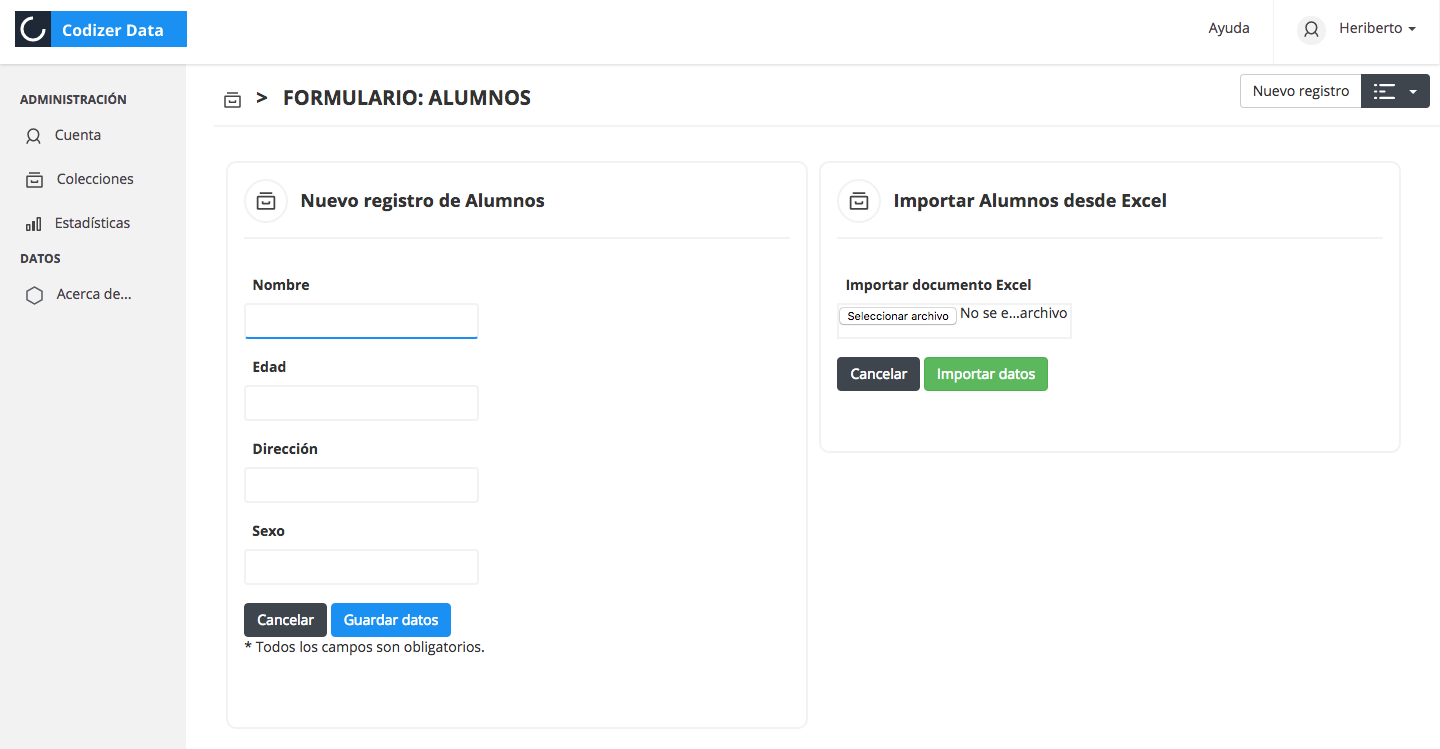 Codizer Data
Ayuda
Heriberto
ADMINISTRACIÓN
Cuenta
Colecciones
Estadísticas
DATOS
Acerca de...
> FORMULARIO: ALUMNOS
Nuevo registro
Nuevo registro de Alumnos
Nombre
Edad
Dirección
Sexo
Cancelar
Guardar datos
* Todos los campos son obligatorios.
Importar Alumnos desde Excel
Importar documento Excel
Seleccionar archivo No se e...archivo
Cancelar
Importar datos